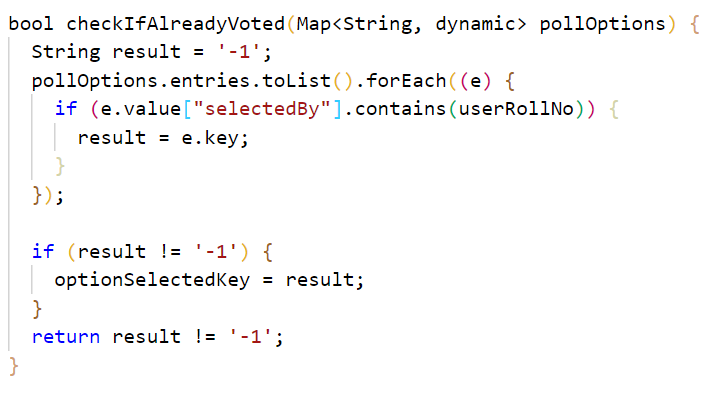 bool checkIfAlreadyVoted(Map<String, dynamic> pollOptions) {
  String result = '-1';
  pollOptions.entries.toList().forEach((e) {
    if (e.value["selectedBy"].contains(userRollNo)) {
      result = e.key;
    }
  });

  if (result != '-1') {
    optionSelectedKey = result;
  }
  return result != '-1';
}